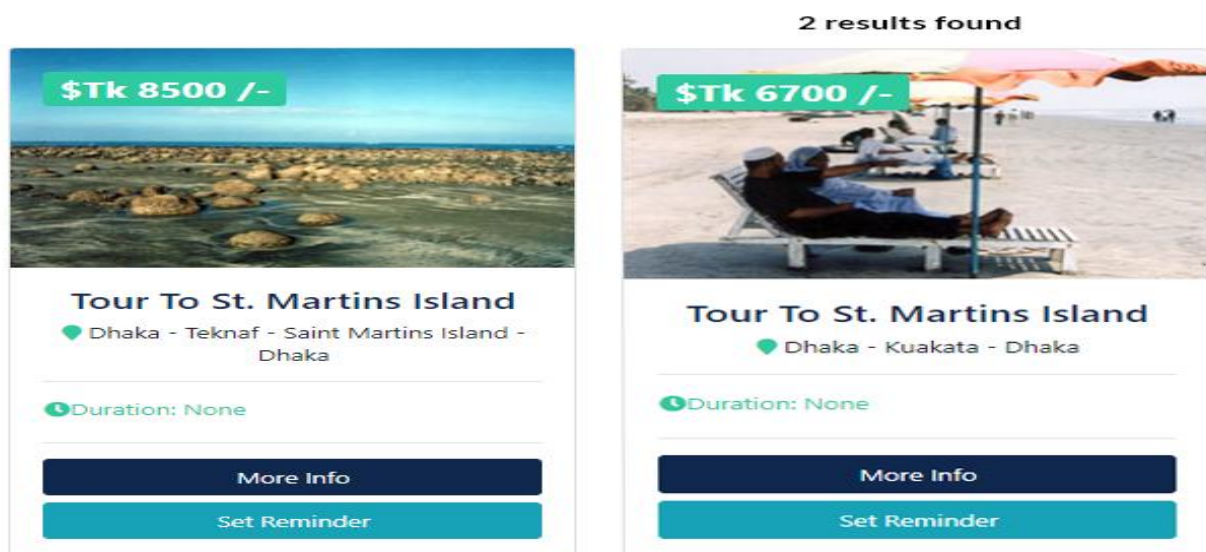 2 results found
$Tk 8500 /-
Tour To St. Martins Island
Dhaka - Teknaf - Saint Martins Island -
Dhaka
Duration: None
More Info
Set Reminder
$Tk 6700 /-
Tour To St. Martins Island
Dhaka - Kuakata - Dhaka
Duration: None
More Info
Set Reminder